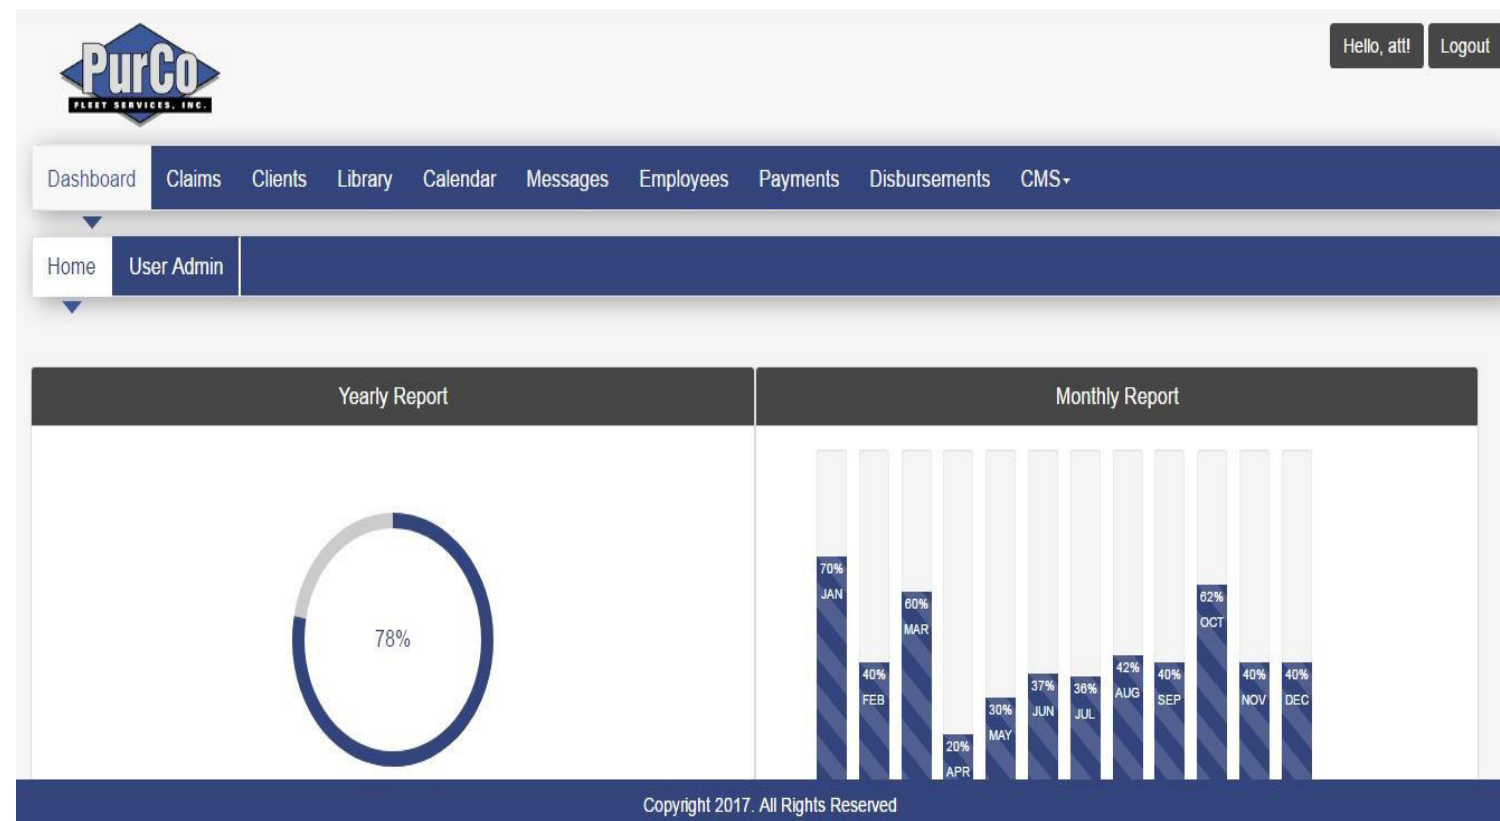 PurCo
FLEET SERVICES, INC.
Hello, att! Logout
Dashboard Claims Clients Library Calendar Messages Employees Payments Disbursements CMS
Home User Admin
Yearly Report
Monthly Report
78%
70%
JAN
40%
FEB
60%
MAR
20%
APR
30%
MAY
37%
JUN
36%
JUL
42%
AUG
40%
SEP
62%
OCT
40%
NOV
40%
DEC
Copyright 2017. All Rights Reserved